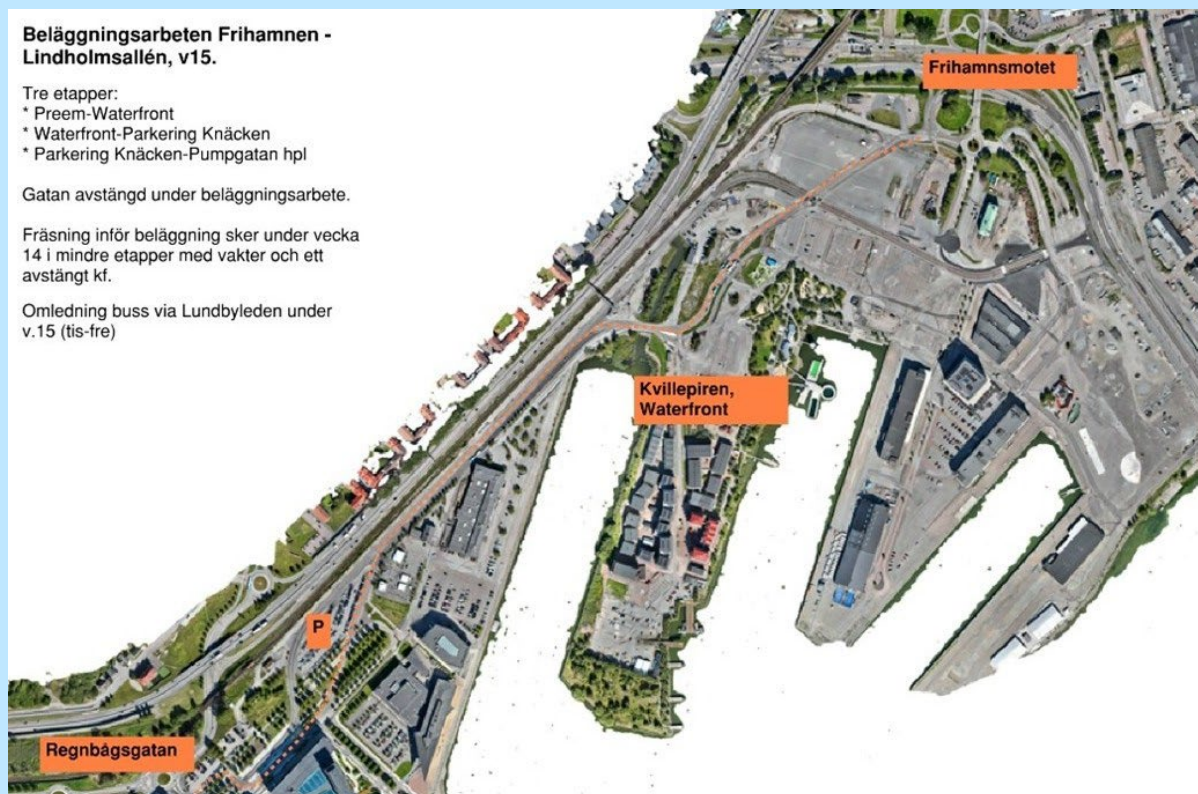 Beläggningsarbeten Frihamnen -
Lindholmsallén, v15.
Tre etapper:
* Preem-Waterfront
* Waterfront-Parkering Knäcken
* Parkering Knäcken-Pumpgatan hpl
Gatan avstängd under beläggningsarbete.
Fräsning inför beläggning sker under vecka
14 i mindre etapper med vakter och ett
avstängt kf.
Omledning buss via Lundbyleden under
v.15 (tis-fre)
Frihamnsmotet
Kvillepiren,
Waterfront
P
Regnbågsgatan